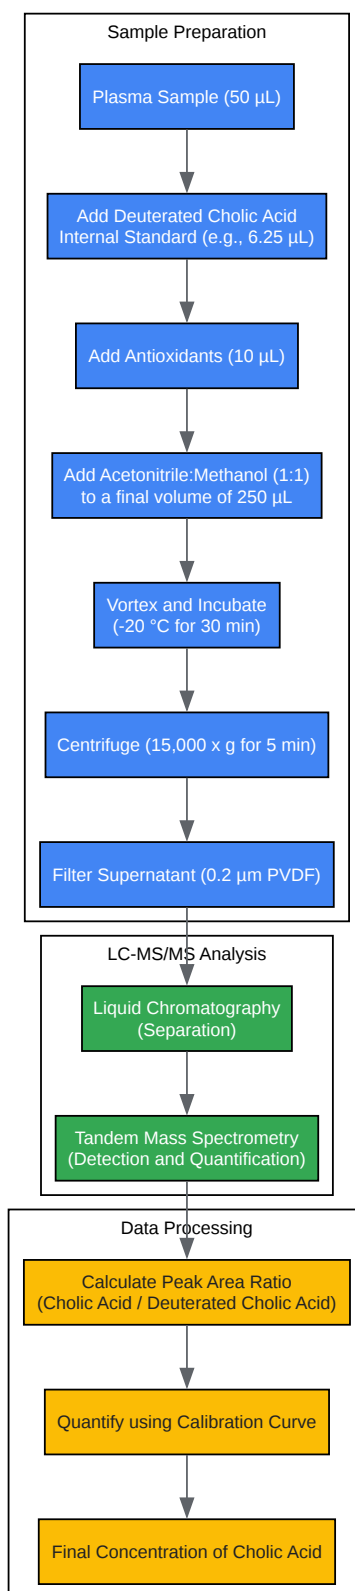 Sample Preparation
Plasma Sample (50 µL)
Add Deuterated Cholic Acid
Internal Standard (e.g., 6.25 µL)
Add Antioxidants (10 µL)
Add Acetonitrile:Methanol (1:1)
to a final volume of 250 µL
Vortex and Incubate
(-20 °C for 30 min)
Centrifuge (15,000 x g for 5 min)
Filter Supernatant (0.2 µm PVDF)
LC-MS/MS Analysis
Liquid Chromatography
(Separation)
Tandem Mass Spectrometry
(Detection and Quantification)
Data Processing
Calculate Peak Area Ratio
(Cholic Acid / Deuterated Cholic Acid)
Quantify using Calibration Curve
Final Concentration of Cholic Acid